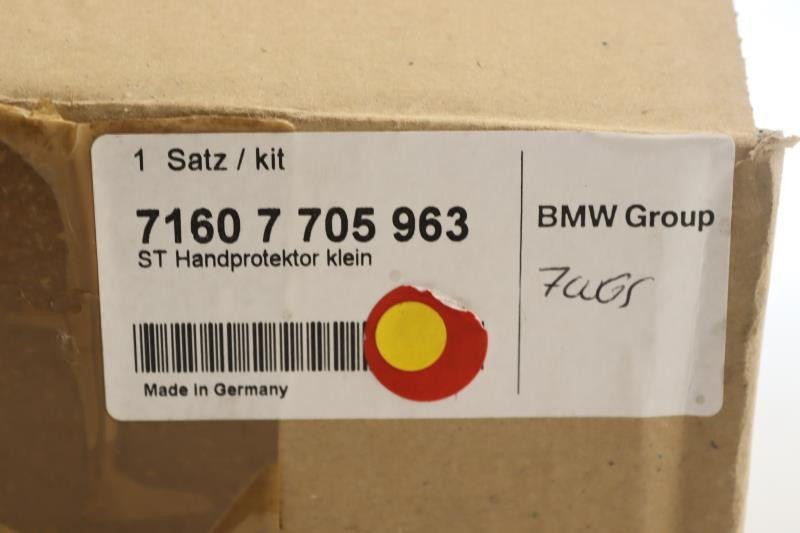 1 Satz / kit
7160 7 705 963
ST Handprotektor klein
Made in Germany
BMW Group